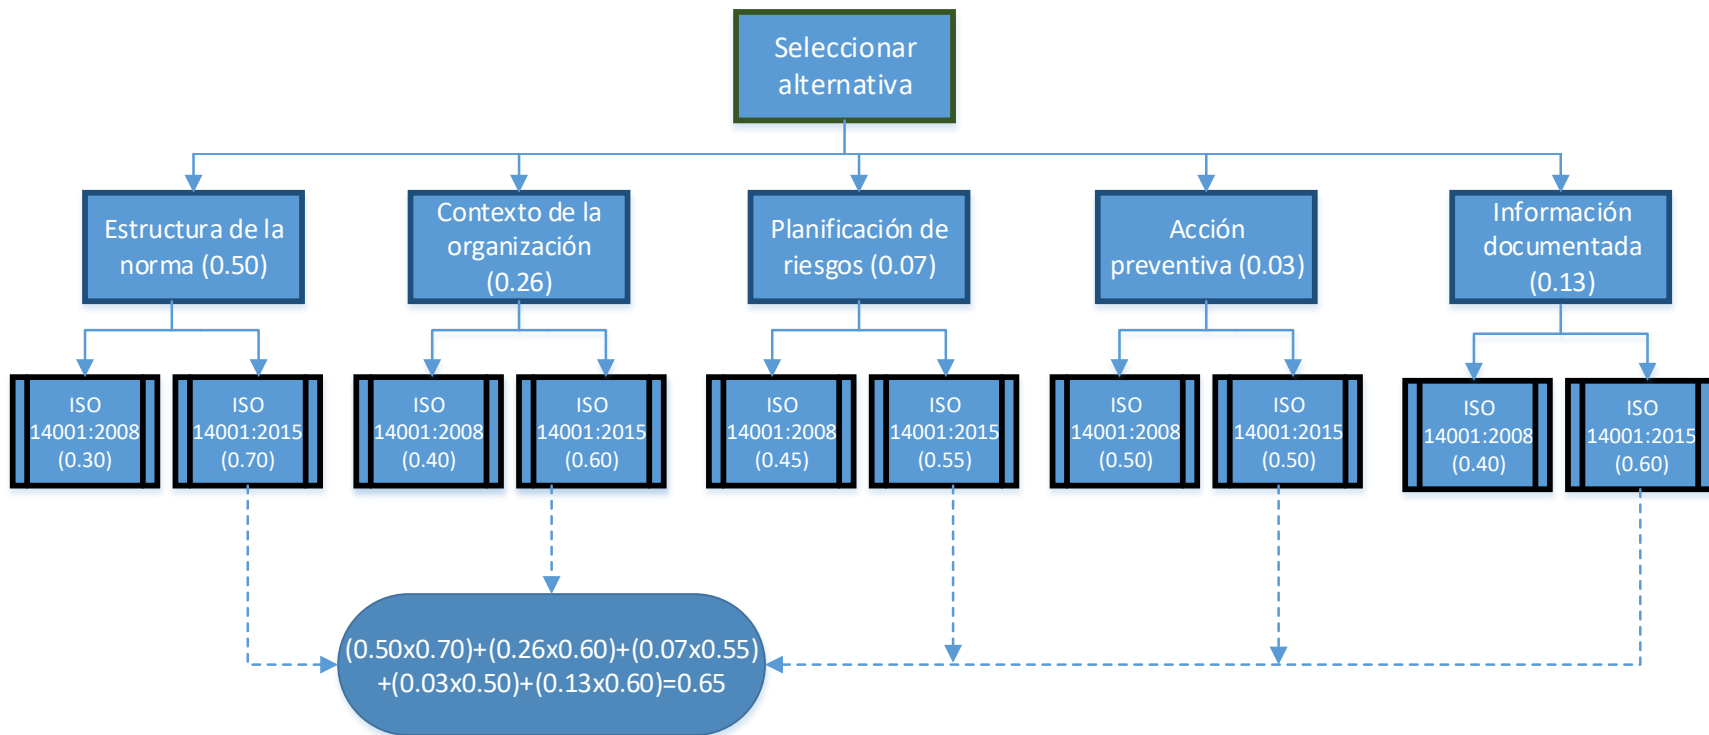 Seleccionar
alternativa
Estructura de la
norma (0.50)
Contexto de la
organización
(0.26)
Planificación de
riesgos (0.07)
Acción
preventiva (0.03)
Información
documentada
(0.13)
ISO
14001:2008
(0.30)
ISO
14001:2015
(0.70)
ISO
14001:2008
(0.40)
ISO
14001:2015
(0.60)
ISO
14001:2008
(0.45)
ISO
14001:2015
(0.55)
ISO
14001:2008
(0.50)
ISO
14001:2015
(0.50)
ISO
14001:2008
(0.40)
ISO
14001:2015
(0.60)
(0.50x0.70)+(0.26x0.60)+(0.07x0.55)
+(0.03x0.50)+(0.13x0.60)=0.65